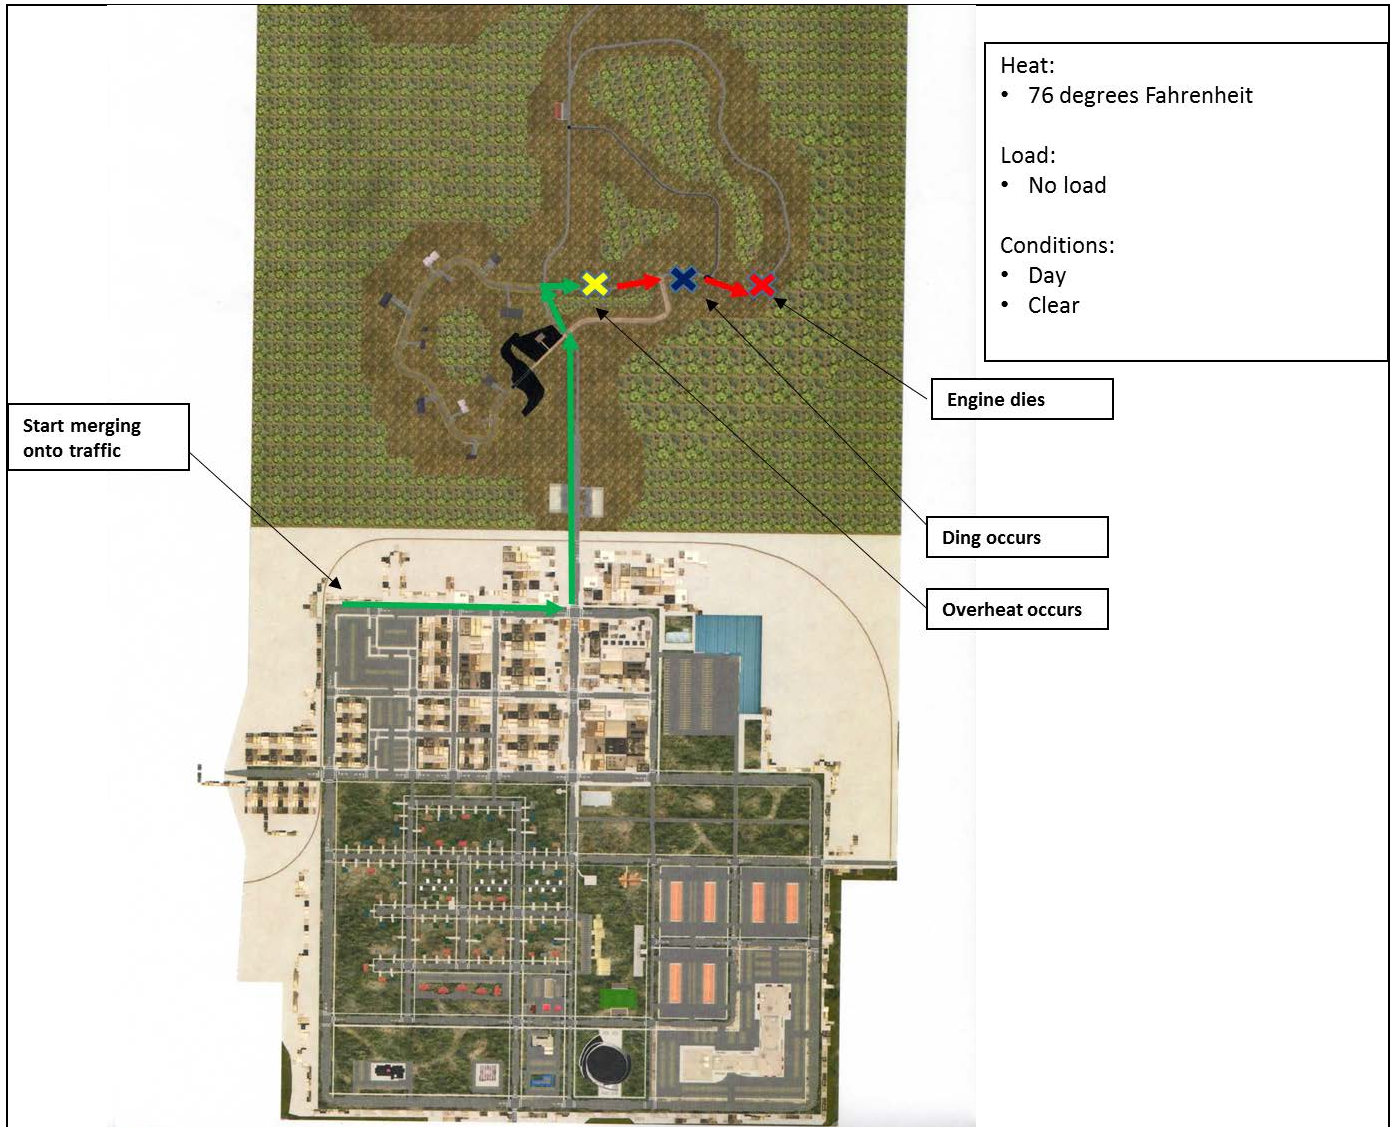 Heat:
• 76 degrees Fahrenheit
Load:
• No load
Conditions:
• Day
• Clear
Engine dies
Start merging
onto traffic
Ding occurs
Overheat occurs